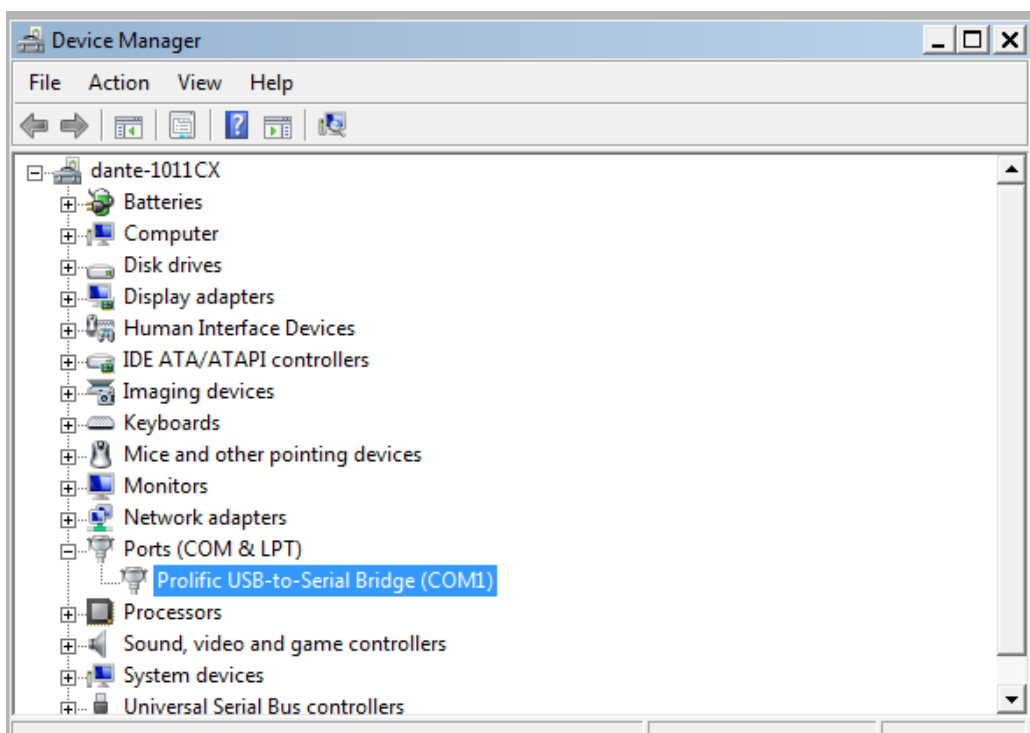 Device Manager
File Action View Help
dante-1011CX
Batteries
Computer
Disk drives
Display adapters
Human Interface Devices
IDE ATA/ATAPI controllers
Imaging devices
Keyboards
Mice and other pointing devices
Monitors
Network adapters
Ports (COM & LPT)
Prolific USB-to-Serial Bridge (COM1)
Processors
Sound, video and game controllers
System devices
Universal Serial Bus controllers